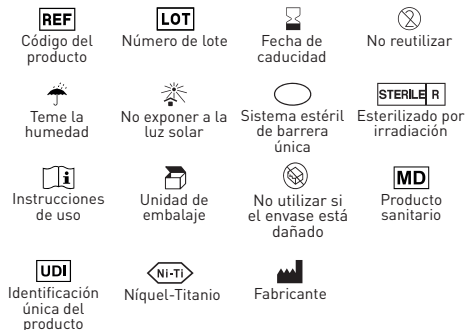 REF
LOT
2
Código del
producto
Número de lote
Fecha de
caducidad
No reutilizar
STERILE R
Teme la
humedad
No exponer a la
luz solar
Sistema estéril
de barrera
única
Esterilizado por
irradiación
i
MD
Instrucciones
de uso
Unidad de
embalaje
No utilizar si
el envase está
dañado
Producto
sanitario
UDI
Ni-Ti
Identificación
única del
producto
Níquel-Titanio
Fabricante